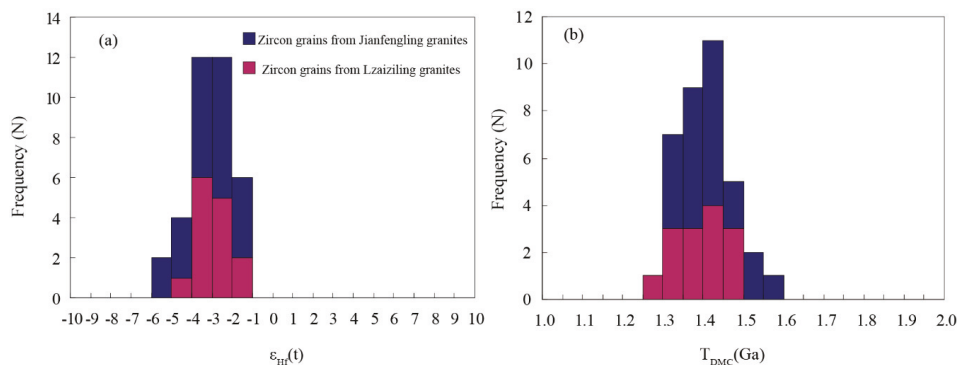 (a)
Zircon grains from Jianfengling granites
Zircon grains from Lzaiziling granites
Frequency (N)
14
12
10
8
6
4
2
0
-10 -9 -8 -7 -6 -5 -4 -3 -2 -1 0 1 2 3 4 5 6 7 8 9 10
εHf(t)
(b)
Frequency (N)
12
10
8
6
4
2
0
1.0 1.1 1.2 1.3 1.4 1.5 1.6 1.7 1.8 1.9 2.0
TDMC(Ga)